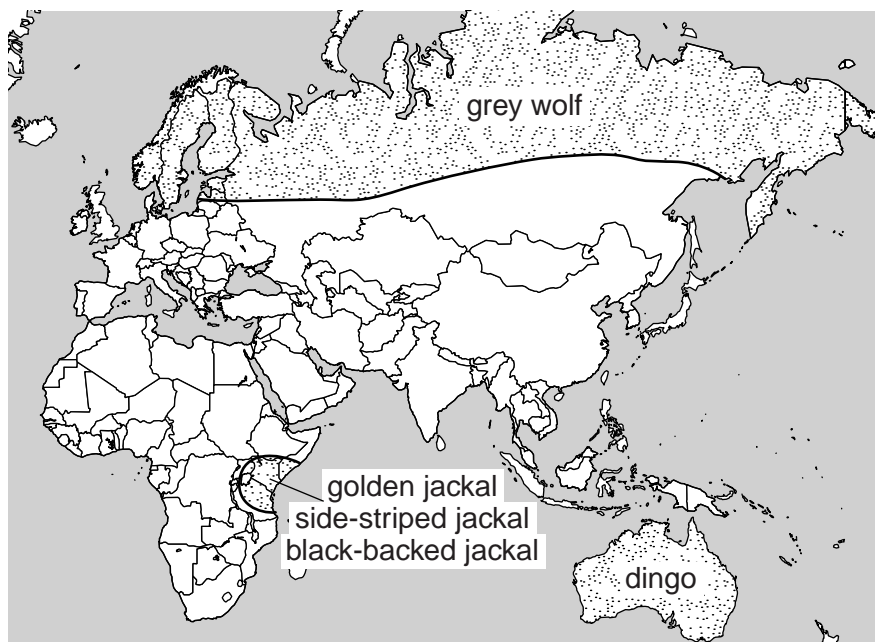 grey wolf
golden jackal
side-striped jackal
black-backed jackal
dingo